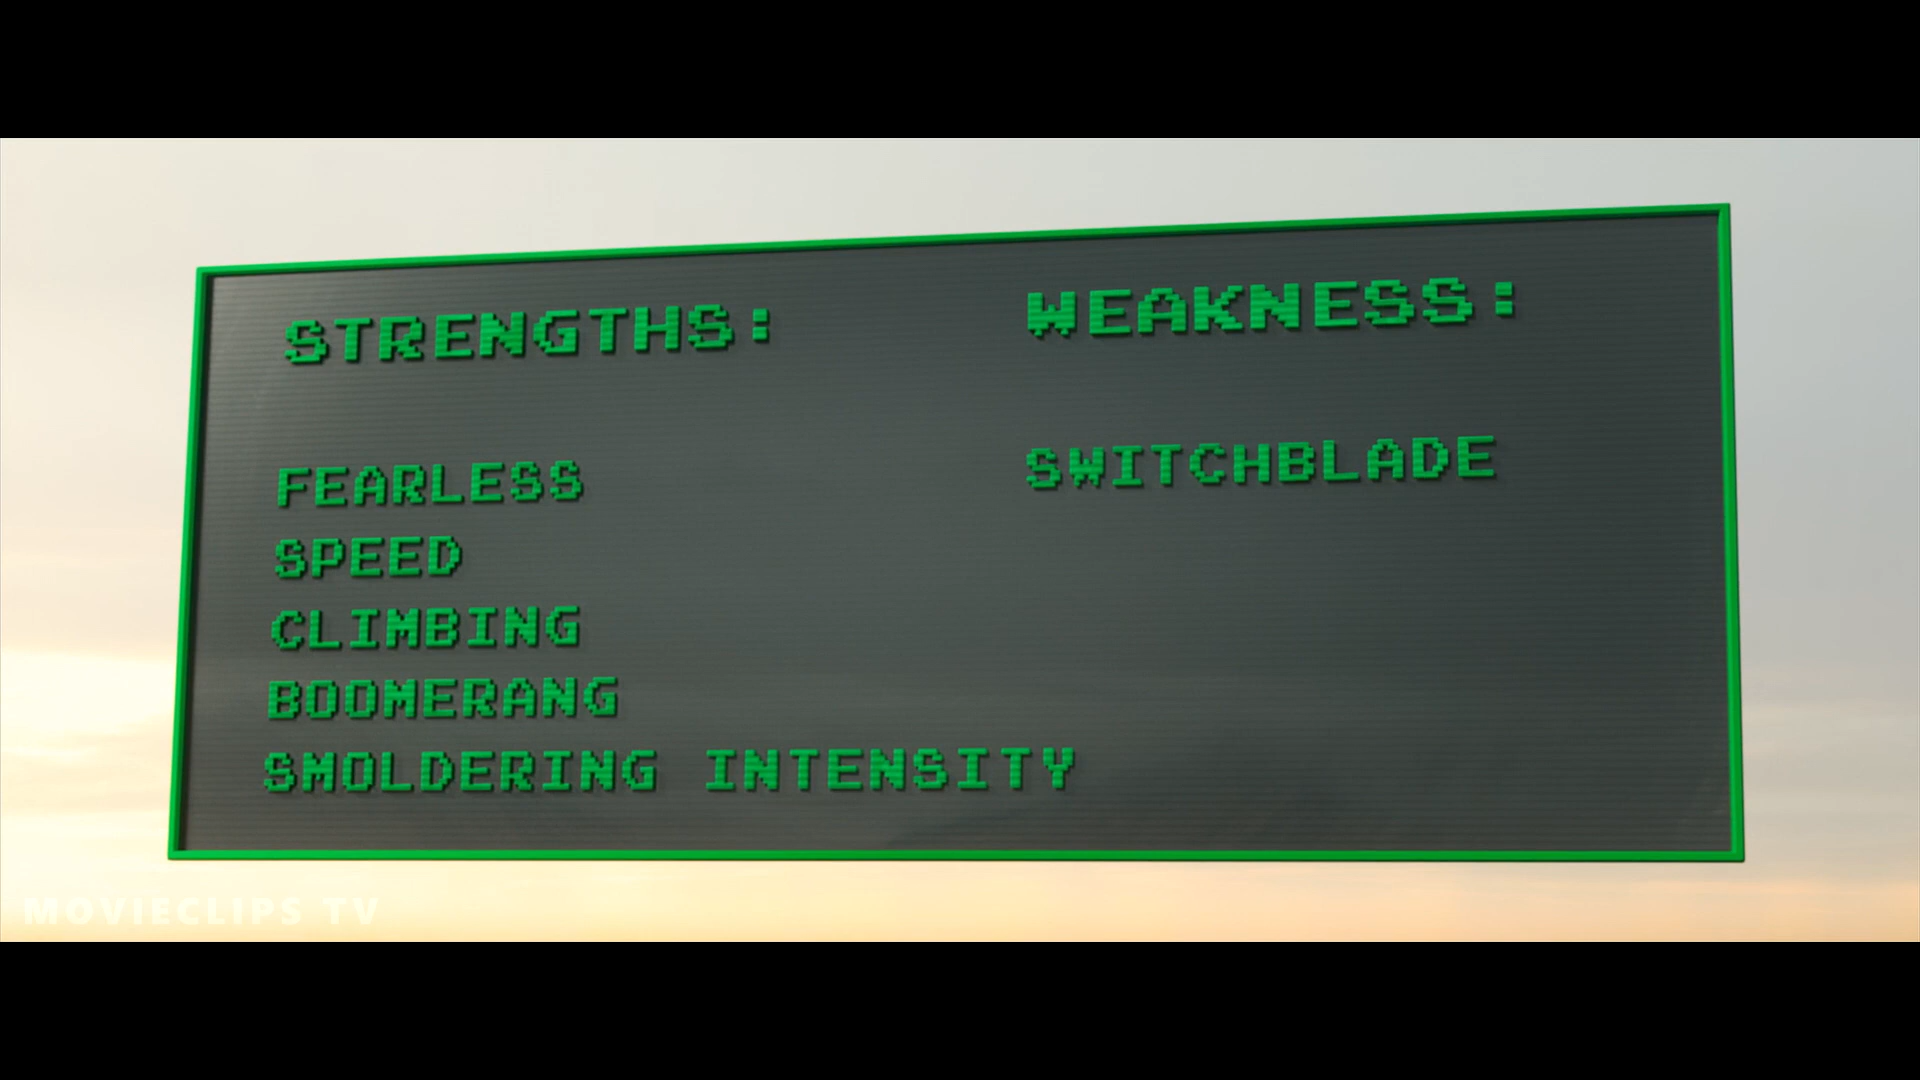 STRENGTHS:
WEAKNESS:
FEARLESS
SWITCHBLADE
SPEED
CLIMBING
BOOMERANG
SMOLDERING INTENSITY
MOVIECLIPS TV